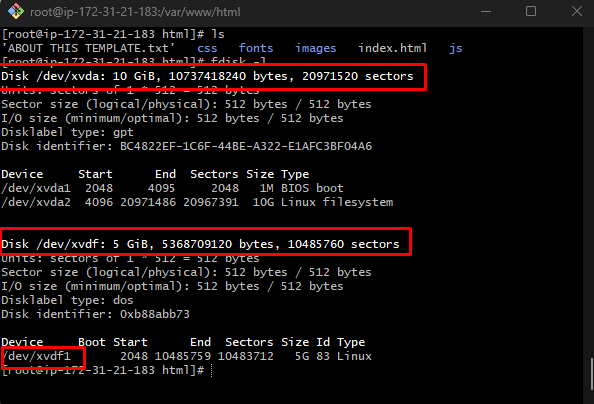 root@ip-172-31-21-183:/var/www/html
[root@ip-172-31-21-183 html]# ls
'ABOUT THIS TEMPLATE.txt'   css   fonts   images   index.html   js
[root@ip-172-31-21-183 html]# fdisk -l
Disk /dev/xvda: 10 GiB, 10737418240 bytes, 20971520 sectors
Units: sectors of 1 * 512 = 512 bytes
Sector size (logical/physical): 512 bytes / 512 bytes
I/O size (minimum/optimal): 512 bytes / 512 bytes
Disklabel type: gpt
Disk identifier: BC4822EF-1C6F-44BE-A322-E1AFC3BF04A6
Device     Start      End  Sectors Size Type
/dev/xvda1  2048     4095     2048   1M BIOS boot
/dev/xvda2  4096 20971486 20967391  10G Linux filesystem
Disk /dev/xvdf: 5 GiB, 5368709120 bytes, 10485760 sectors
Units: sectors of 1 * 512 = 512 bytes
Sector size (logical/physical): 512 bytes / 512 bytes
I/O size (minimum/optimal): 512 bytes / 512 bytes
Disklabel type: dos
Disk identifier: 0xb88abb73
Device     Boot Start      End  Sectors Size Id Type
/dev/xvdf1       2048 10485759 10483712   5G 83 Linux
[root@ip-172-31-21-183 html]#